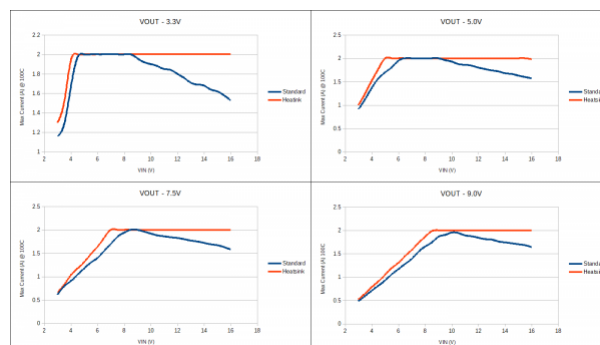 VOUT - 3.3V
Max Current (A) @ 100C
2.2
2
1.8
1.6
1.4
1.2
1
2 4 6 8 10 12 14 16 18
VIN (V)
Standard
Heatsink
VOUT - 5.0V
Max Current (A) @ 100C
2.5
2
1.5
1
0.5
0
2 4 6 8 10 12 14 16 18
VIN (V)
Standard
Heatsink
VOUT - 7.5V
Max Current (A) @ 100C
2.5
2
1.5
1
0.5
0
2 4 6 8 10 12 14 16 18
VIN (V)
Standard
Heatsink
VOUT - 9.0V
Max Current (A) @ 100C
2.5
2
1.5
1
0.5
0
2 4 6 8 10 12 14 16 18
VIN (V)
Standa
Heatsi